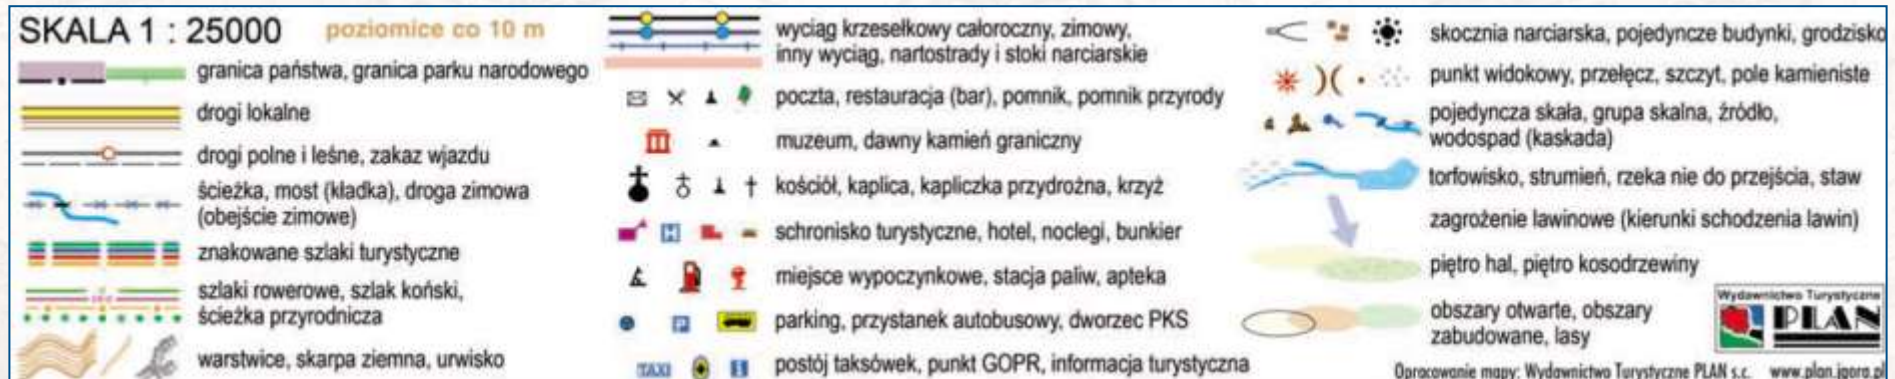 SKALA 1 : 25000
poziomice co 10 m
granica państwa, granica parku narodowego
drogi lokalne
drogi polne i leśne, zakaz wjazdu
ścieżka, most (kładka), droga zimowa
(obejście zimowe)
znakowane szlaki turystyczne
szlaki rowerowe, szlak koński,
ścieżka przyrodnicza
warstwice, skarpa ziemna, urwisko
wyciąg krzesełkowy całoroczny, zimowy,
inny wyciąg, nartostrady i stoki narciarskie
poczta, restauracja (bar), pomnik, pomnik przyrody
muzeum, dawny kamień graniczny
kościół, kaplica, kapliczka przydrożna, krzyż
schronisko turystyczne, hotel, noclegi, bunkier
miejsce wypoczynkowe, stacja paliw, apteka
P
parking, przystanek autobusowy, dworzec PKS
TAXI
postój taksówek, punkt GOPR, informacja turystyczna
skocznia narciarska, pojedyncze budynki, grodzisko
punkt widokowy, przełęcz, szczyt, pole kamieniste
pojedyncza skała, grupa skalna, źródło,
wodospad (kaskada)
torfowisko, strumień, rzeka nie do przejścia, staw
zagrożenie lawinowe (kierunki schodzenia lawin)
piętro hal, piętro kosodrzewiny
obszary otwarte, obszary
zabudowane, lasy
Wydawnictwo Turystyczne
PLAN
Opracowanie mapy: Wydawnictwo Turystyczne PLAN s.c. www.plan.jgora.pl